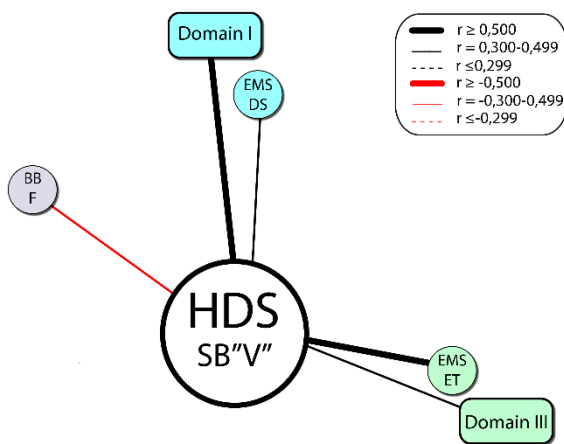 Domain I
EMS
DS
r ≥ 0,500
r = 0,300-0,499
r ≤0,299
r ≥ -0,500
r = -0,300-0,499
r ≤-0,299
BB
F
HDS
SB"V"
EMS
ET
Domain III